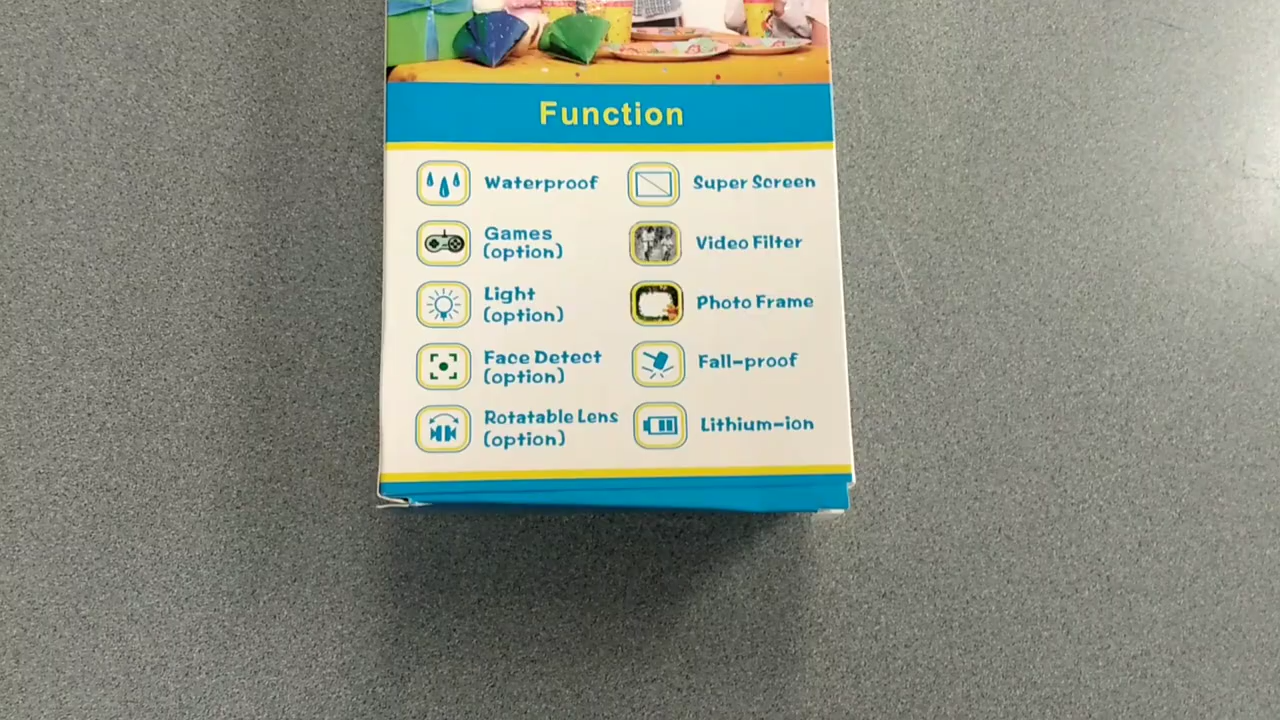 Function
Waterproof
Super Screen
Games
(option)
Video Filter
Light
(option)
Photo Frame
Face Detect
(option)
Fall-proof
Rotatable Lens
(option)
Lithium-ion